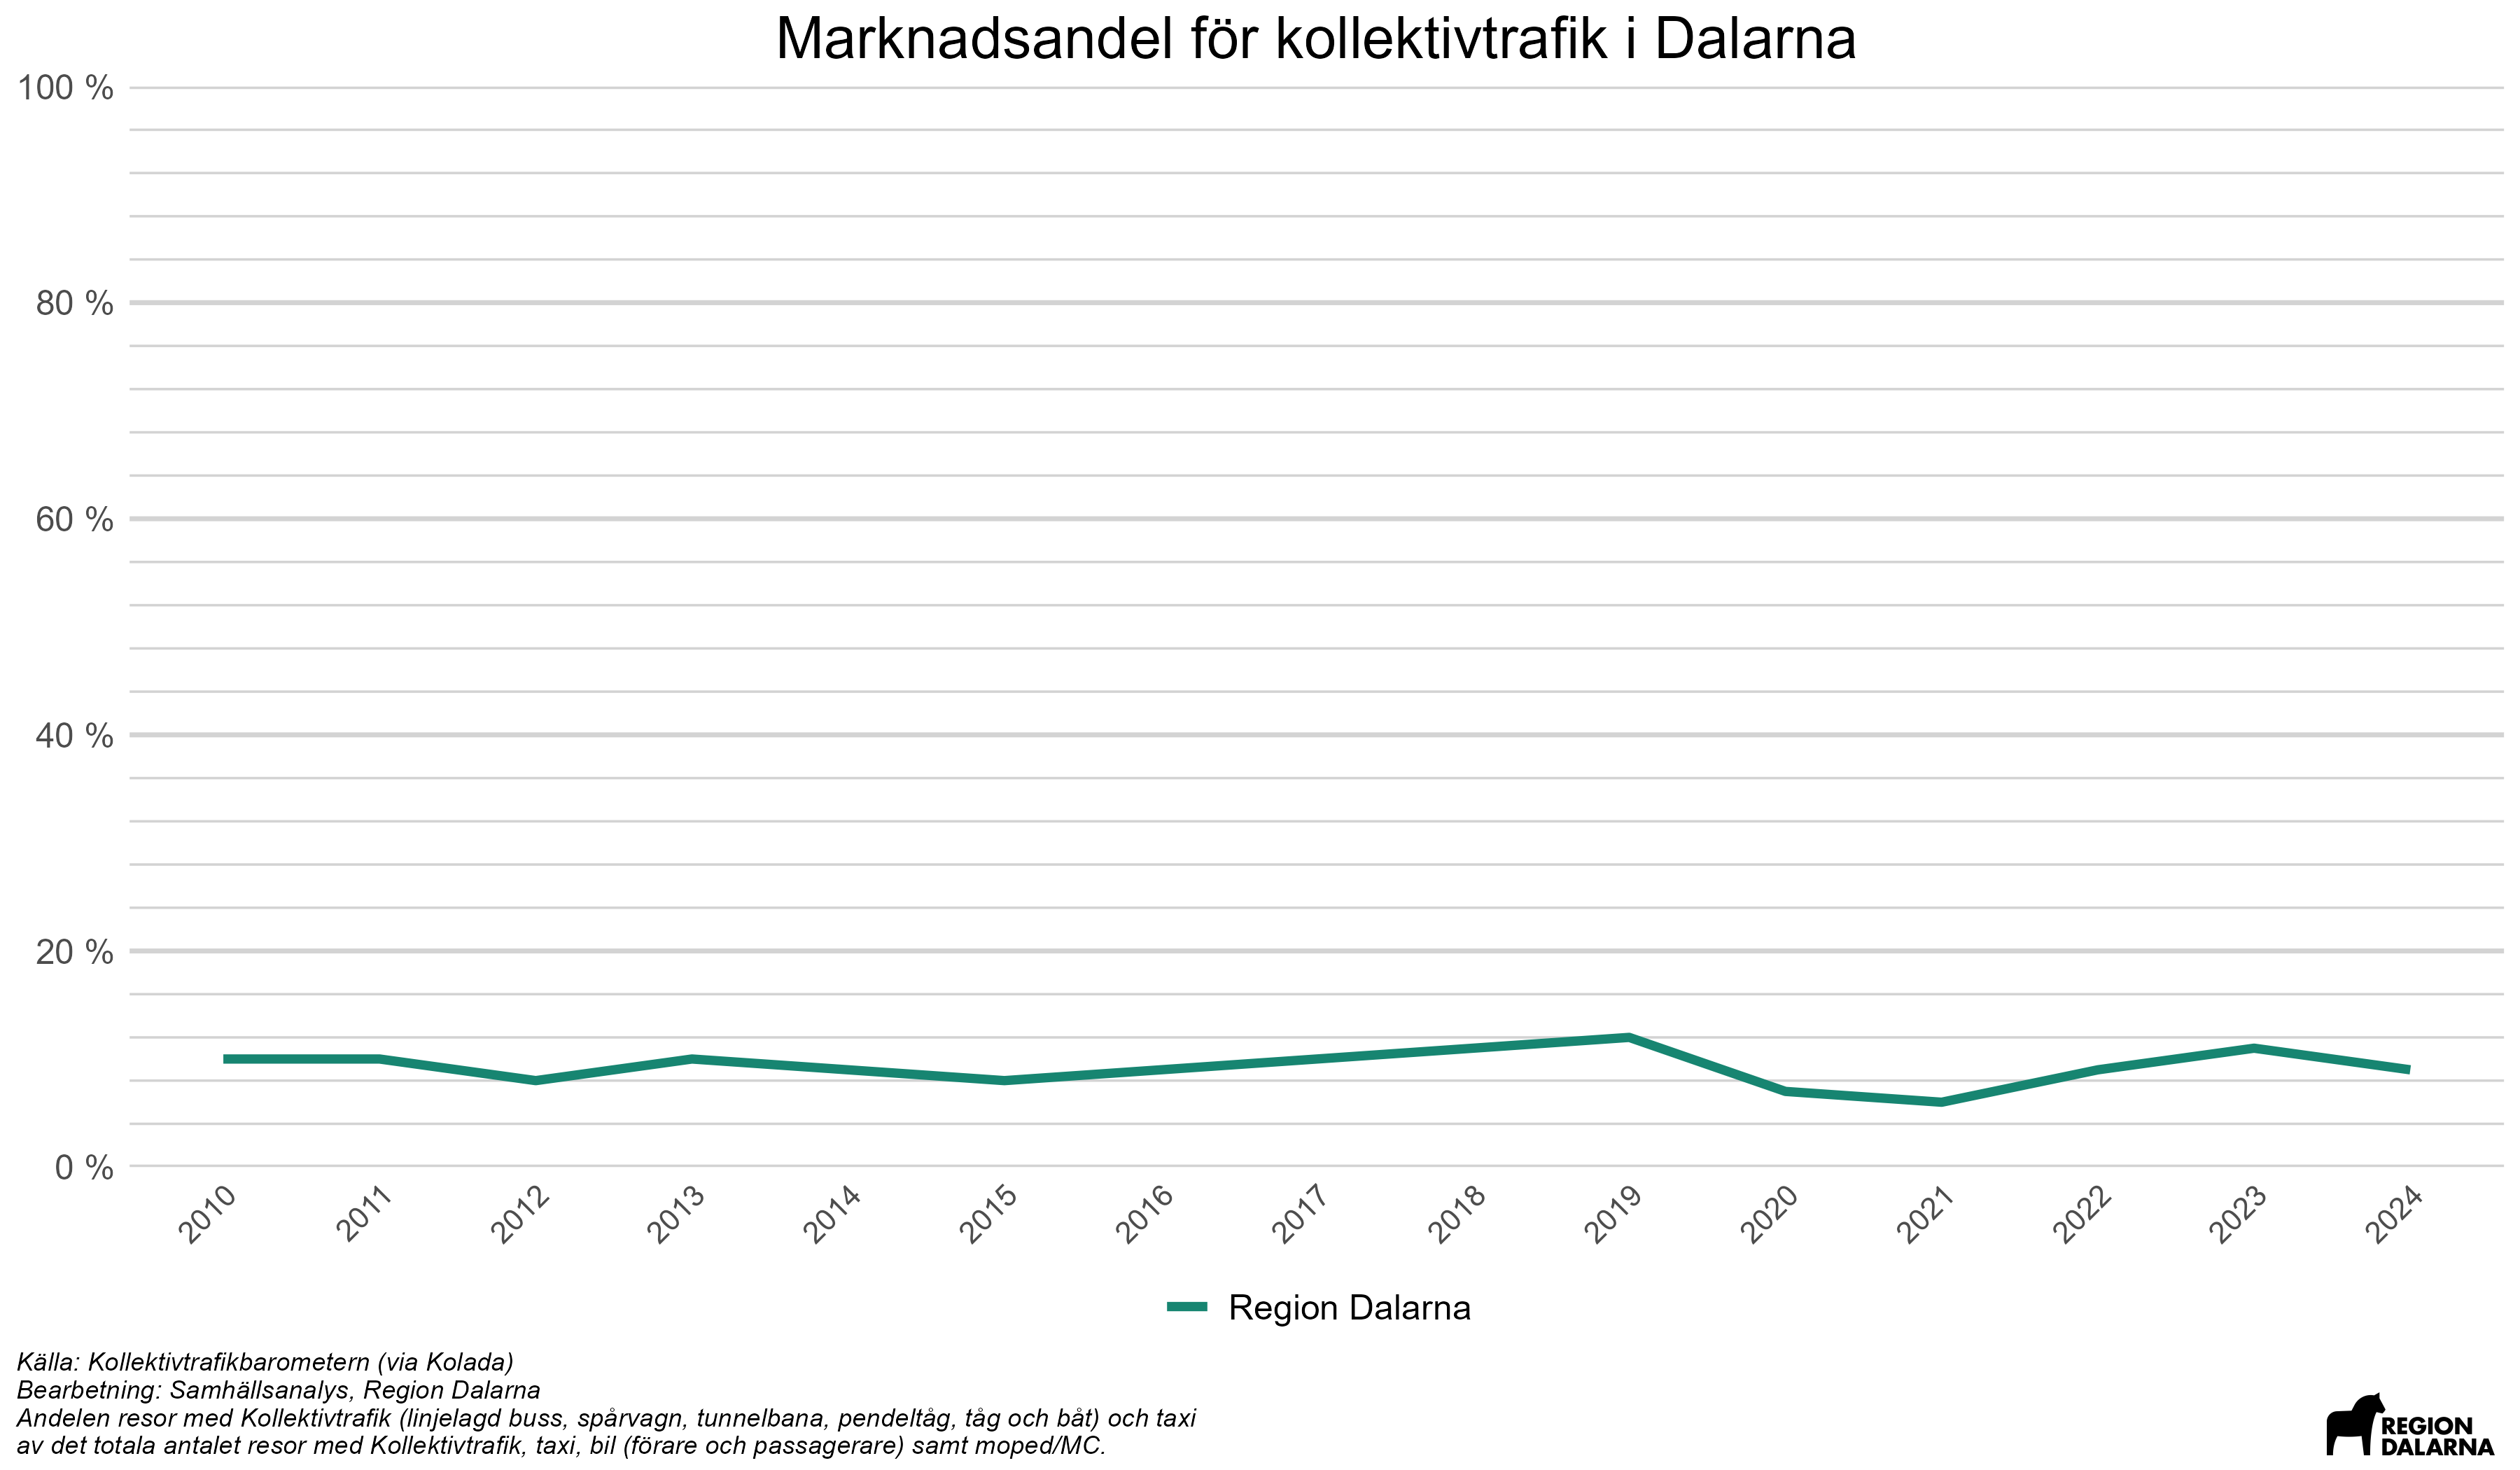 Marknadsandel för kollektivtrafik i Dalarna
100 %
80 %
60 %
40 %
20 %
0 %
2010
2011
2012
2013
2014
2015
2016
2017
2018
2019
2020
2021
2022
2023
2024
Region Dalarna
Källa: Kollektivtrafikbarometern (via Kolada)
Bearbetning: Samhällsanalys, Region Dalarna
Andelen resor med Kollektivtrafik (linjelagd buss, spårvagn, tunnelbana, pendeltåg, tåg och båt) och taxi
av det totala antalet resor med Kollektivtrafik, taxi, bil (förare och passagerare) samt moped/MC.
REGION
DALARNA